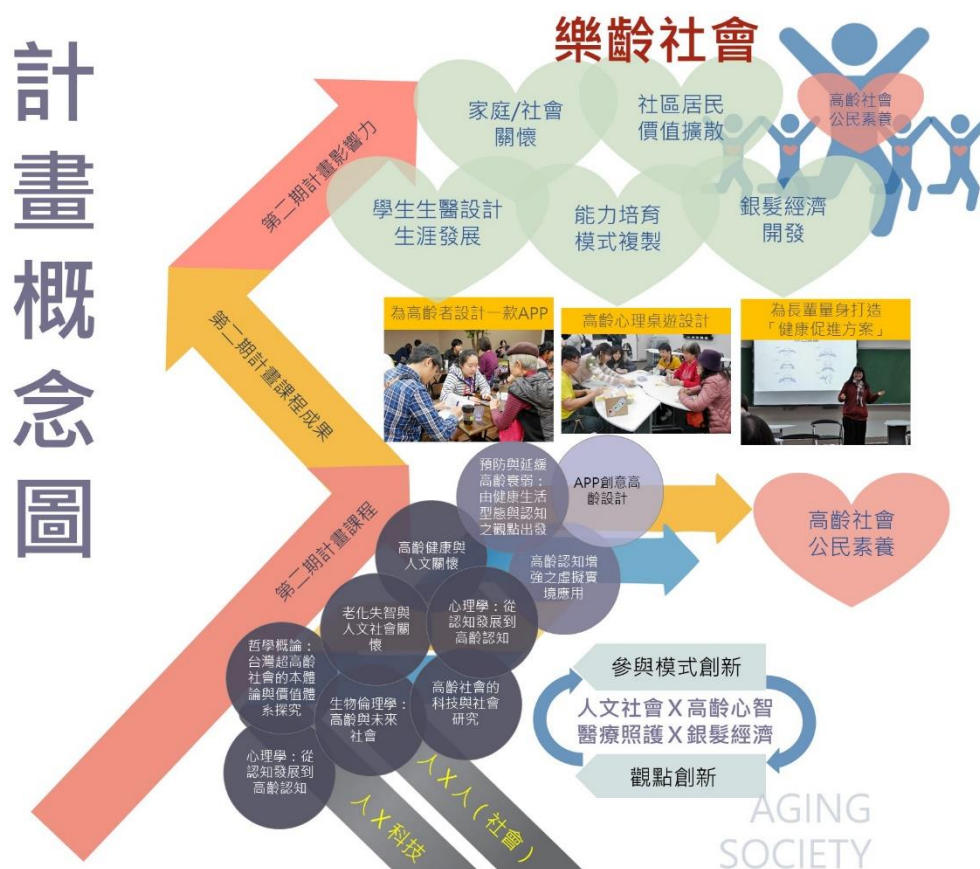 計畫概念圖
樂齡社會
家庭/社會
關懷
社區居民
價值擴散
高齡社會
公民素養
學生生醫設計
生涯發展
能力培育
模式複製
銀髮經濟
開發
第二期計畫影響力
為高齡者設計一款APP
高齡心理桌遊設計
為長輩量身打造
「健康促進方案」
第二期計畫課程成果
預防與延緩
高齡衰弱：
由健康生活
型態與認知
之觀點出發
APP創意高
齡設計
高齡社會
公民素養
第二期計畫課程
高齡健康與
人文關懷
高齡認知增
強之虛擬實
境應用
老化失智與
人文社會關
懷
心理學：從
認知發展到
高齡認知
哲學概論：
台灣超高齡
社會的本體
論與價值體
系探究
生物倫理學：
高齡與未來
社會
高齡社會的
科技與社會
研究
心理學：從
認知發展到
高齡認知
人X科技
人X人（社會）
參與模式創新
人文社會X高齡心智
醫療照護X銀髮經濟
觀點創新
AGING
SOCIETY